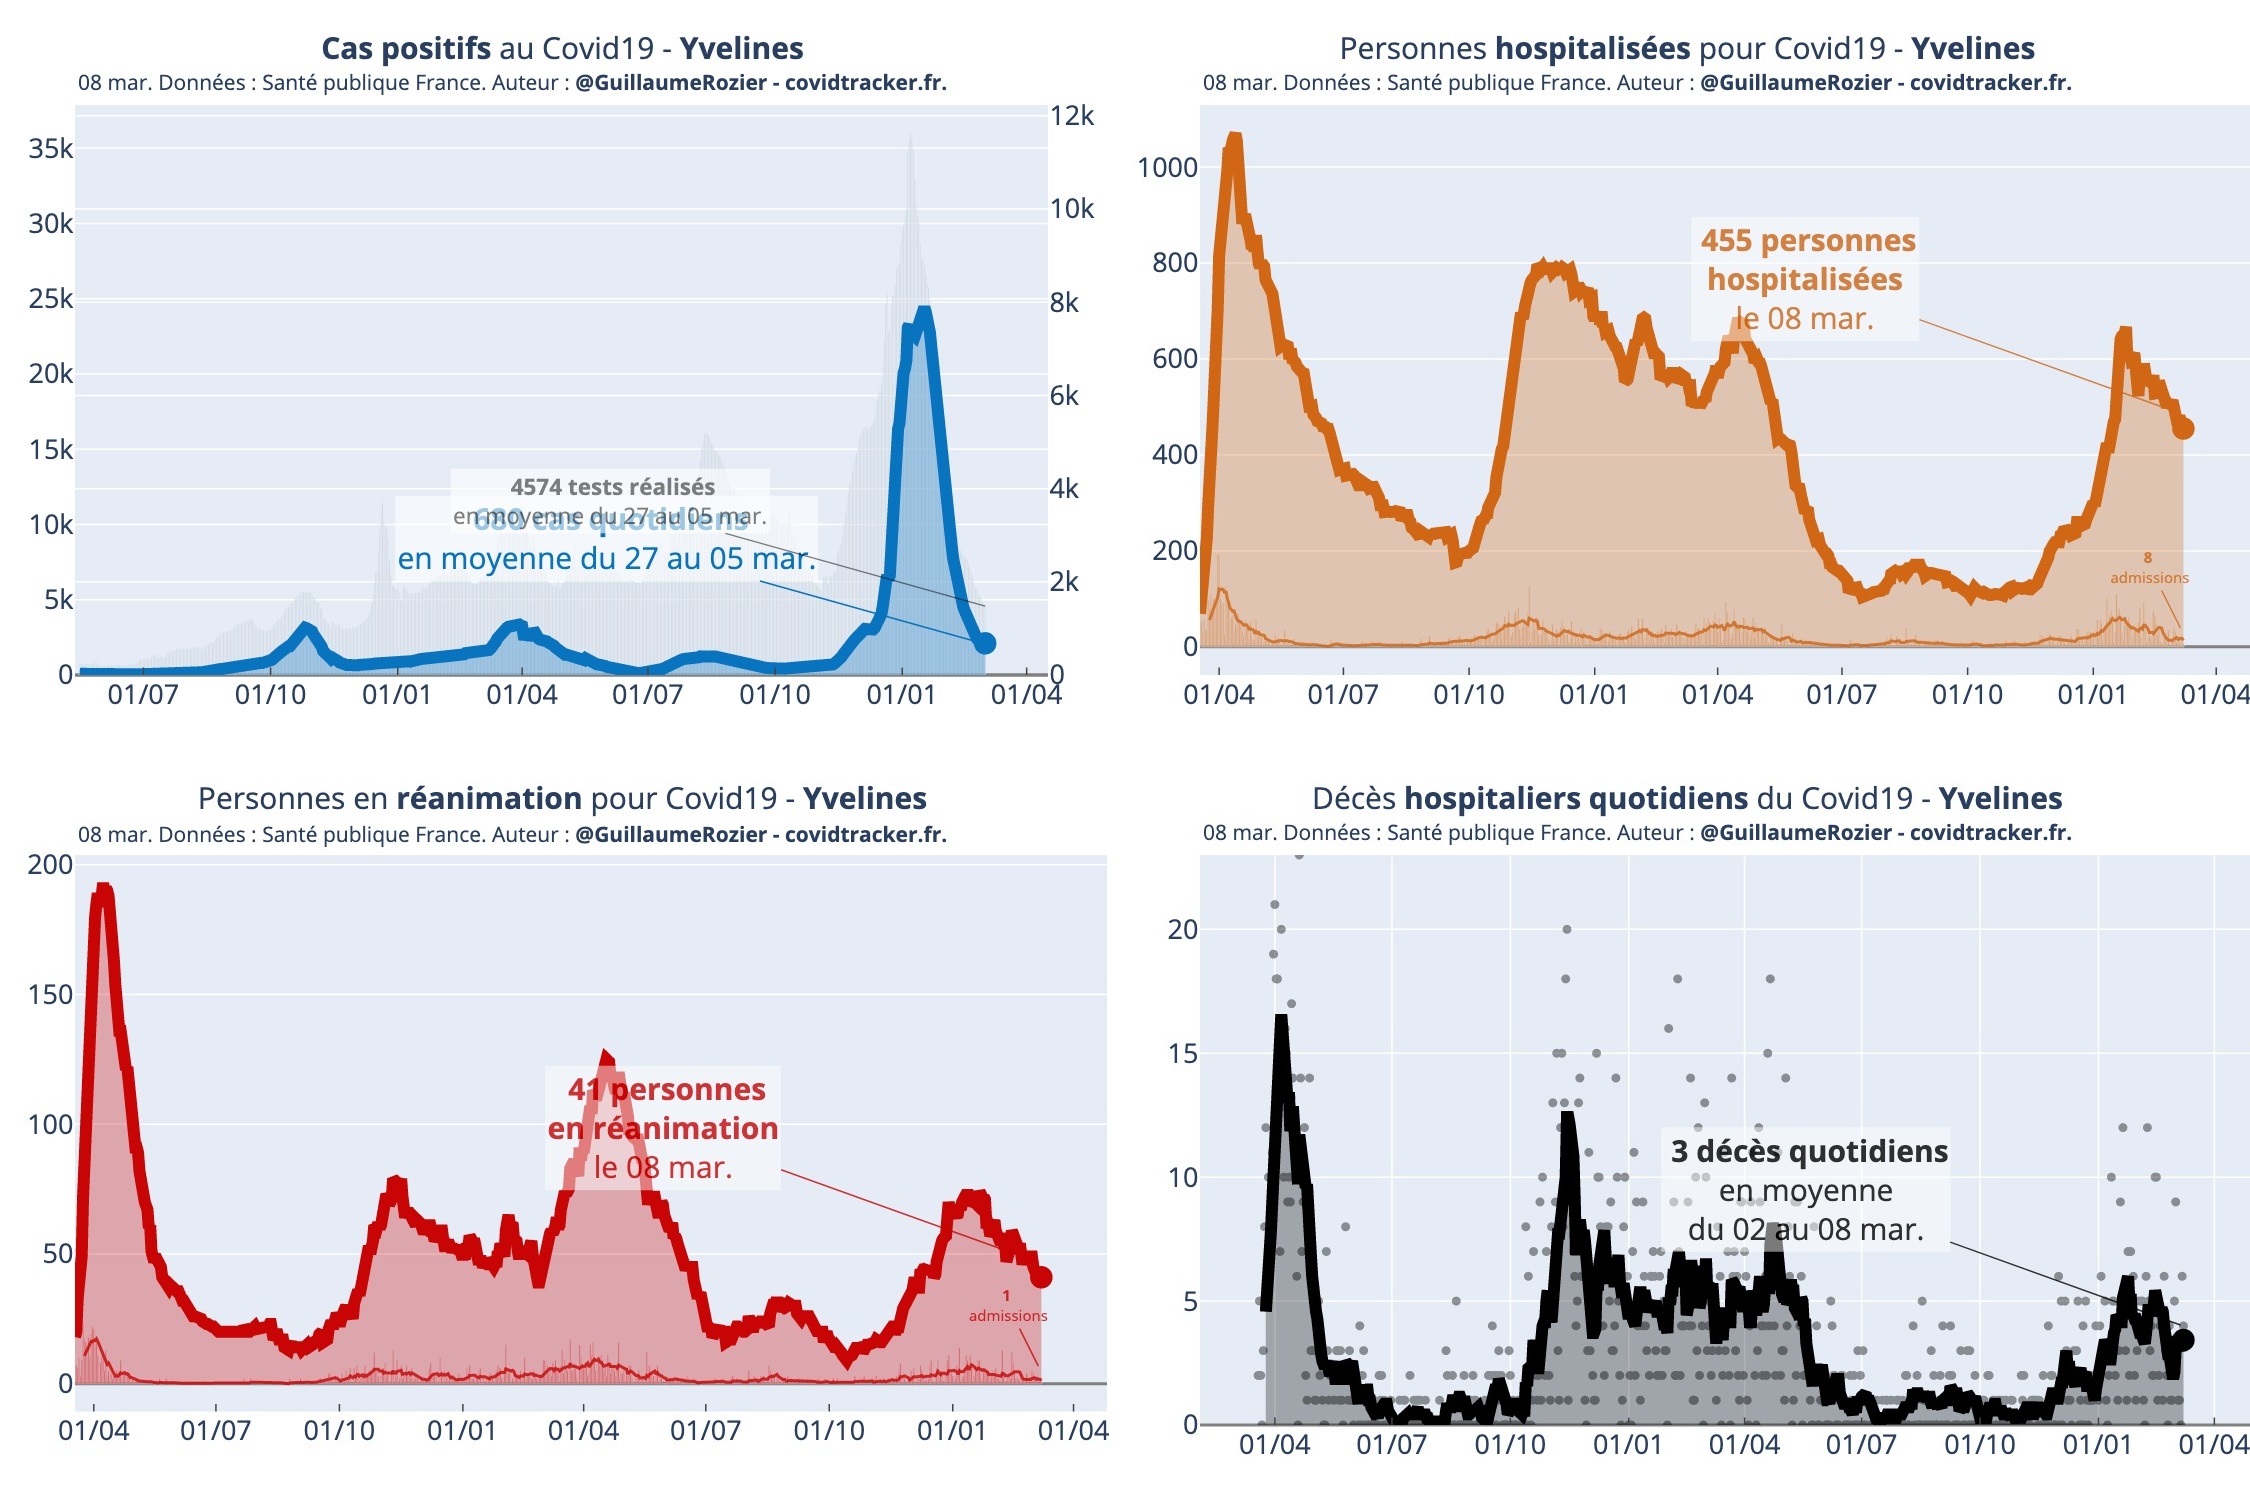 Cas positifs au Covid19 - Yvelines
08 mar. Données : Santé publique France. Auteur : @GuillaumeRozier - covidtracker.fr.
35k
30k
25k
20k
15k
10k
5k
0
12k
10k
8k
6k
4k
2k
0
4574 tests réalisés
en moyenne du 27 au 05 mar.
680 cas quotidiens
en moyenne du 27 au 05 mar.
01/07 01/10 01/01 01/04 01/07 01/10 01/01 01/04
Personnes hospitalisées pour Covid19 - Yvelines
08 mar. Données : Santé publique France. Auteur : @GuillaumeRozier - covidtracker.fr.
1000
800
600
400
200
0
455 personnes
hospitalisées
le 08 mar.
8
admissions
01/04 01/07 01/10 01/01 01/04 01/07 01/10 01/01 01/04
Personnes en réanimation pour Covid19 - Yvelines
08 mar. Données : Santé publique France. Auteur : @GuillaumeRozier - covidtracker.fr.
200
150
100
50
0
41 personnes
en réanimation
le 08 mar.
1
admissions
01/04 01/07 01/10 01/01 01/04 01/07 01/10 01/01 01/04
Décès hospitaliers quotidiens du Covid19 - Yvelines
08 mar. Données : Santé publique France. Auteur : @GuillaumeRozier - covidtracker.fr.
20
15
10
5
0
3 décès quotidiens
en moyenne
du 02 au 08 mar.
01/04 01/07 01/10 01/01 01/04 01/07 01/10 01/01 01/04